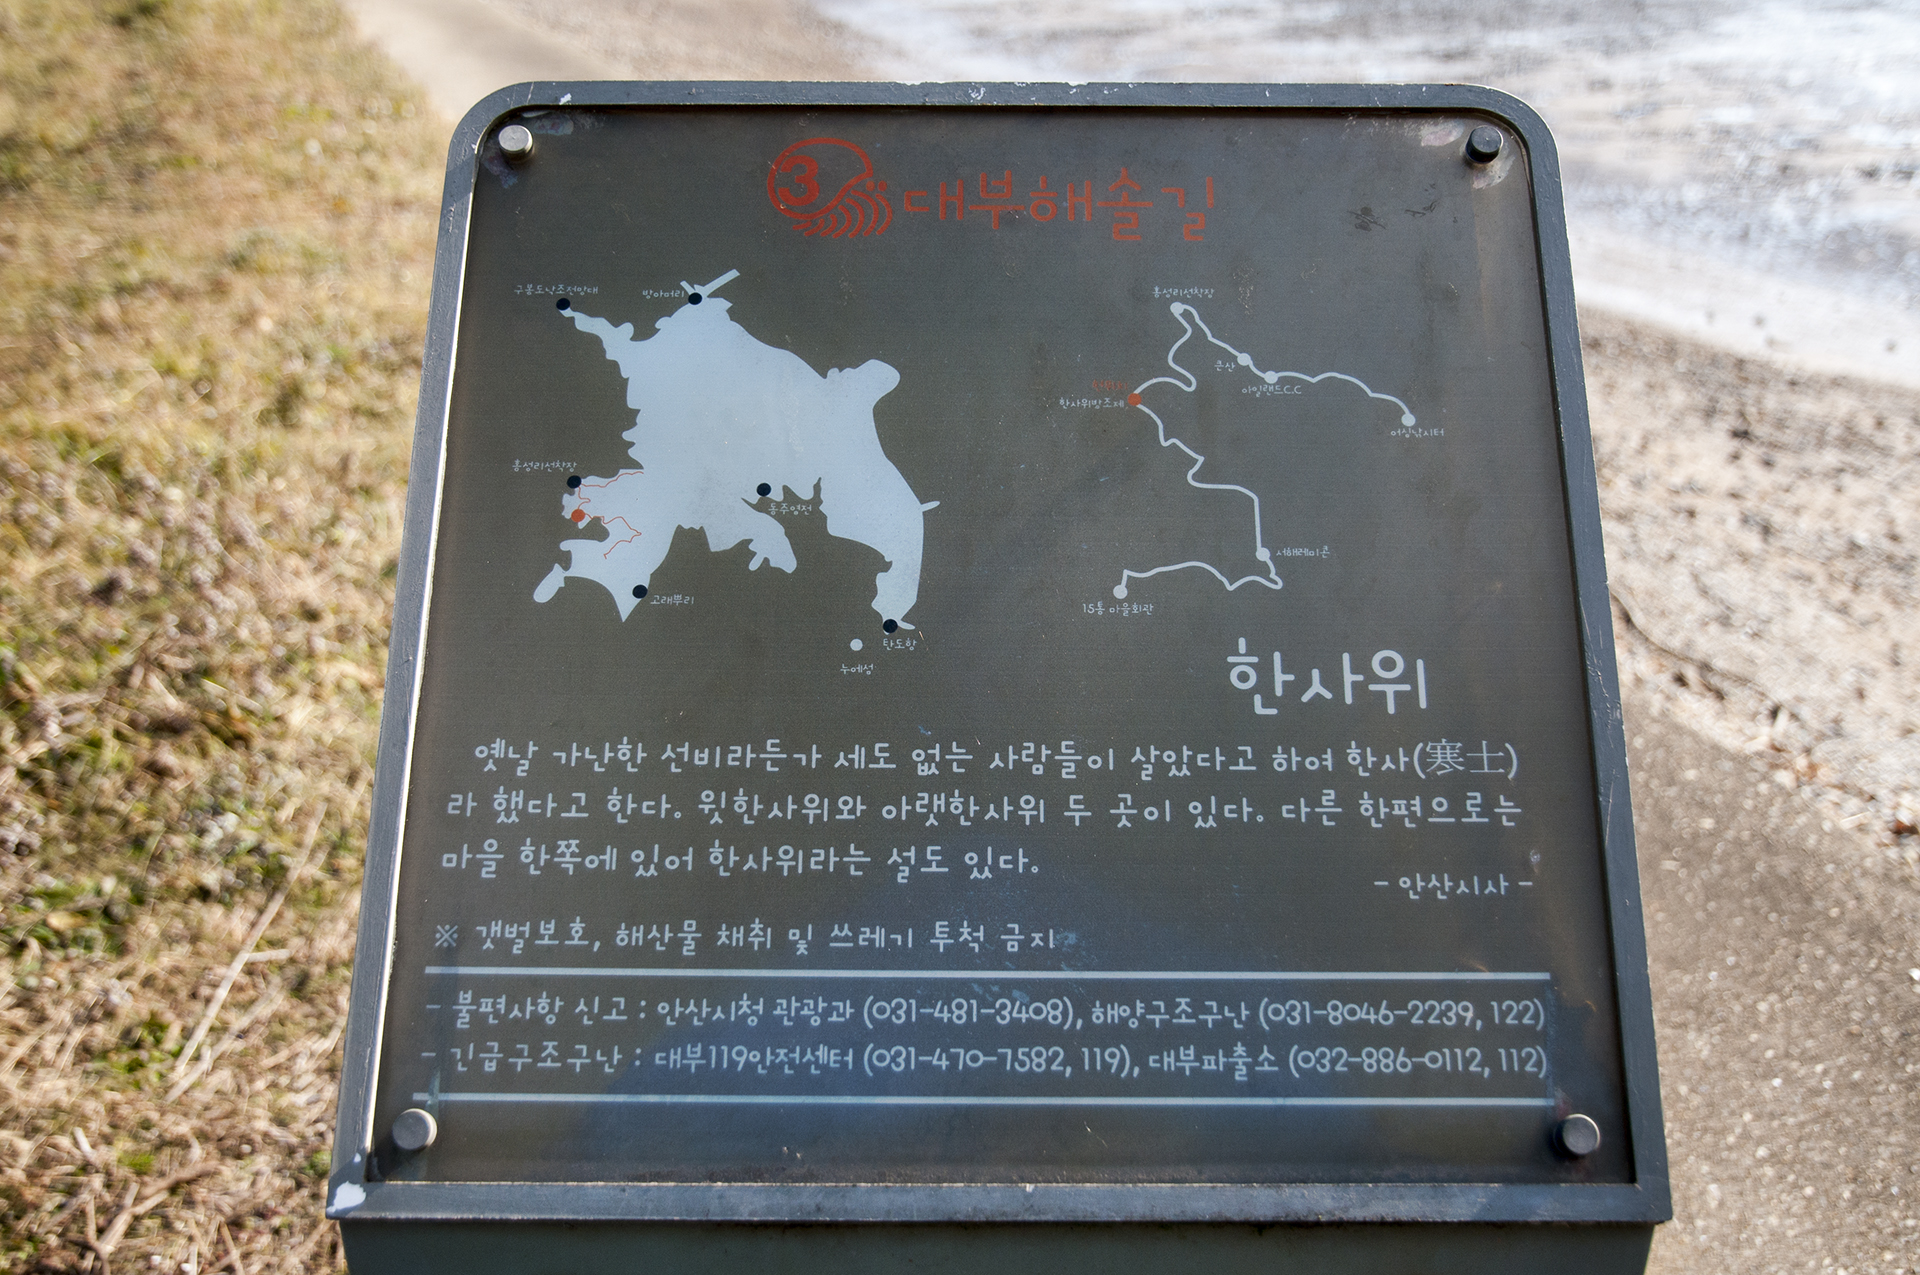 3 대부해솔길
구봉도낙조전망대
방아머리
흥성리선착장
동주염전
고래뿌리
탄도항
누에섬
흥성리선착장
큰산
아일랜드C.C
한사위방조제
어심낚시터
서해레미콘
15통 마을회관
한사위
옛날 가난한 선비라든가 세도 없는 사람들이 살았다고 하여 한사(寒士)
라 했다고 한다. 윗한사위와 아랫한사위 두 곳이 있다. 다른 한편으로는
마을 한쪽에 있어 한사위라는 설도 있다.
- 안산시사 -
※ 갯벌보호, 해산물 채취 및 쓰레기 투척 금지
- 불편사항 신고 : 안산시청 관광과 (031-481-3408), 해양구조구난 (031-8046-2239, 122)
- 긴급구조구난 : 대부119안전센터 (031-470-7582, 119), 대부파출소 (032-886-0112, 112)